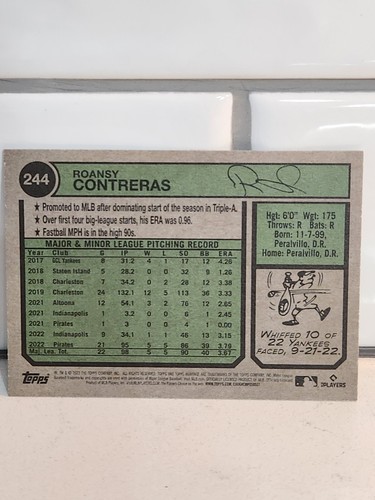 244
ROANSY
CONTRERAS
★ Promoted to MLB after dominating start of the season in Triple-A.
★ Over first four big-league starts, his ERA was 0.96.
★ Fastball MPH is in the high 90s.
Hgt: 6'0" Wgt: 175
Throws: R Bats: R
Born: 11-7-99,
Peralvillo, D.R.
Home: Peralvillo, D.R.
MAJOR & MINOR LEAGUE PITCHING RECORD
Year Club G IP W L SO BB ERA
2017 GCL Yankees 8 31.2 4 1 17 12 4.26
2018 Staten Island 5 28.2 0 0 32 9 1.26
2018 Charleston 7 34.2 0 2 28 12 3.38
2019 Charleston 24 132.1 12 5 113 36 3.33
2021 Altoona 12 54.1 3 2 76 12 2.65
2021 Indianapolis 1 3.2 0 0 6 1 2.45
2021 Pirates 1 3 0 0 4 1 0.00
2022 Indianapolis 9 34.1 1 1 46 13 3.15
2022 Pirates 21 95 5 5 86 39 3.79
Maj. Lea. Tot. 22 98 5 5 90 40 3.67
WHIFFED 10 OF
22 YANKEES
FACED, 9-21-22.
Topps
PLAYERS